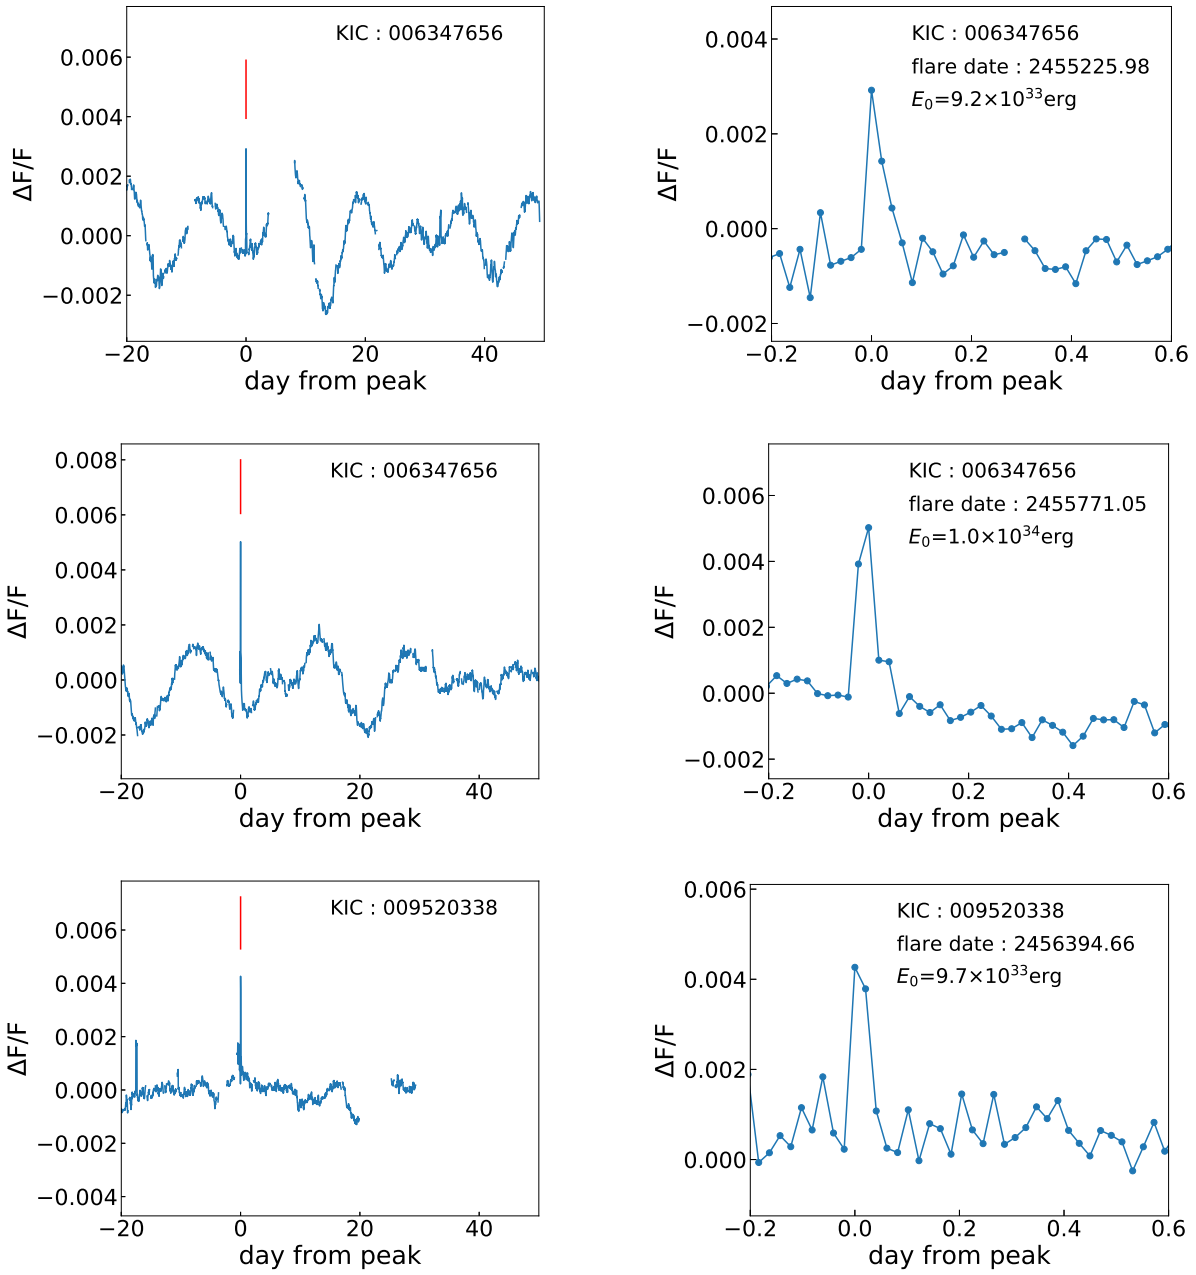 KIC : 006347656
0.006
0.004
0.002
0.000
−0.002
ΔF/F
−20 0 20 40
day from peak
KIC : 006347656
flare date : 2455225.98
E₀=9.2×10³³erg
0.004
0.002
0.000
−0.002
ΔF/F
−0.2 0.0 0.2 0.4 0.6
day from peak
KIC : 006347656
0.008
0.006
0.004
0.002
0.000
−0.002
ΔF/F
−20 0 20 40
day from peak
KIC : 006347656
flare date : 2455771.05
E₀=1.0×10³⁴erg
0.006
0.004
0.002
0.000
−0.002
ΔF/F
−0.2 0.0 0.2 0.4 0.6
day from peak
KIC : 009520338
0.006
0.004
0.002
0.000
−0.002
−0.004
ΔF/F
−20 0 20 40
day from peak
KIC : 009520338
flare date : 2456394.66
E₀=9.7×10³³erg
0.006
0.004
0.002
0.000
ΔF/F
−0.2 0.0 0.2 0.4 0.6
day from peak